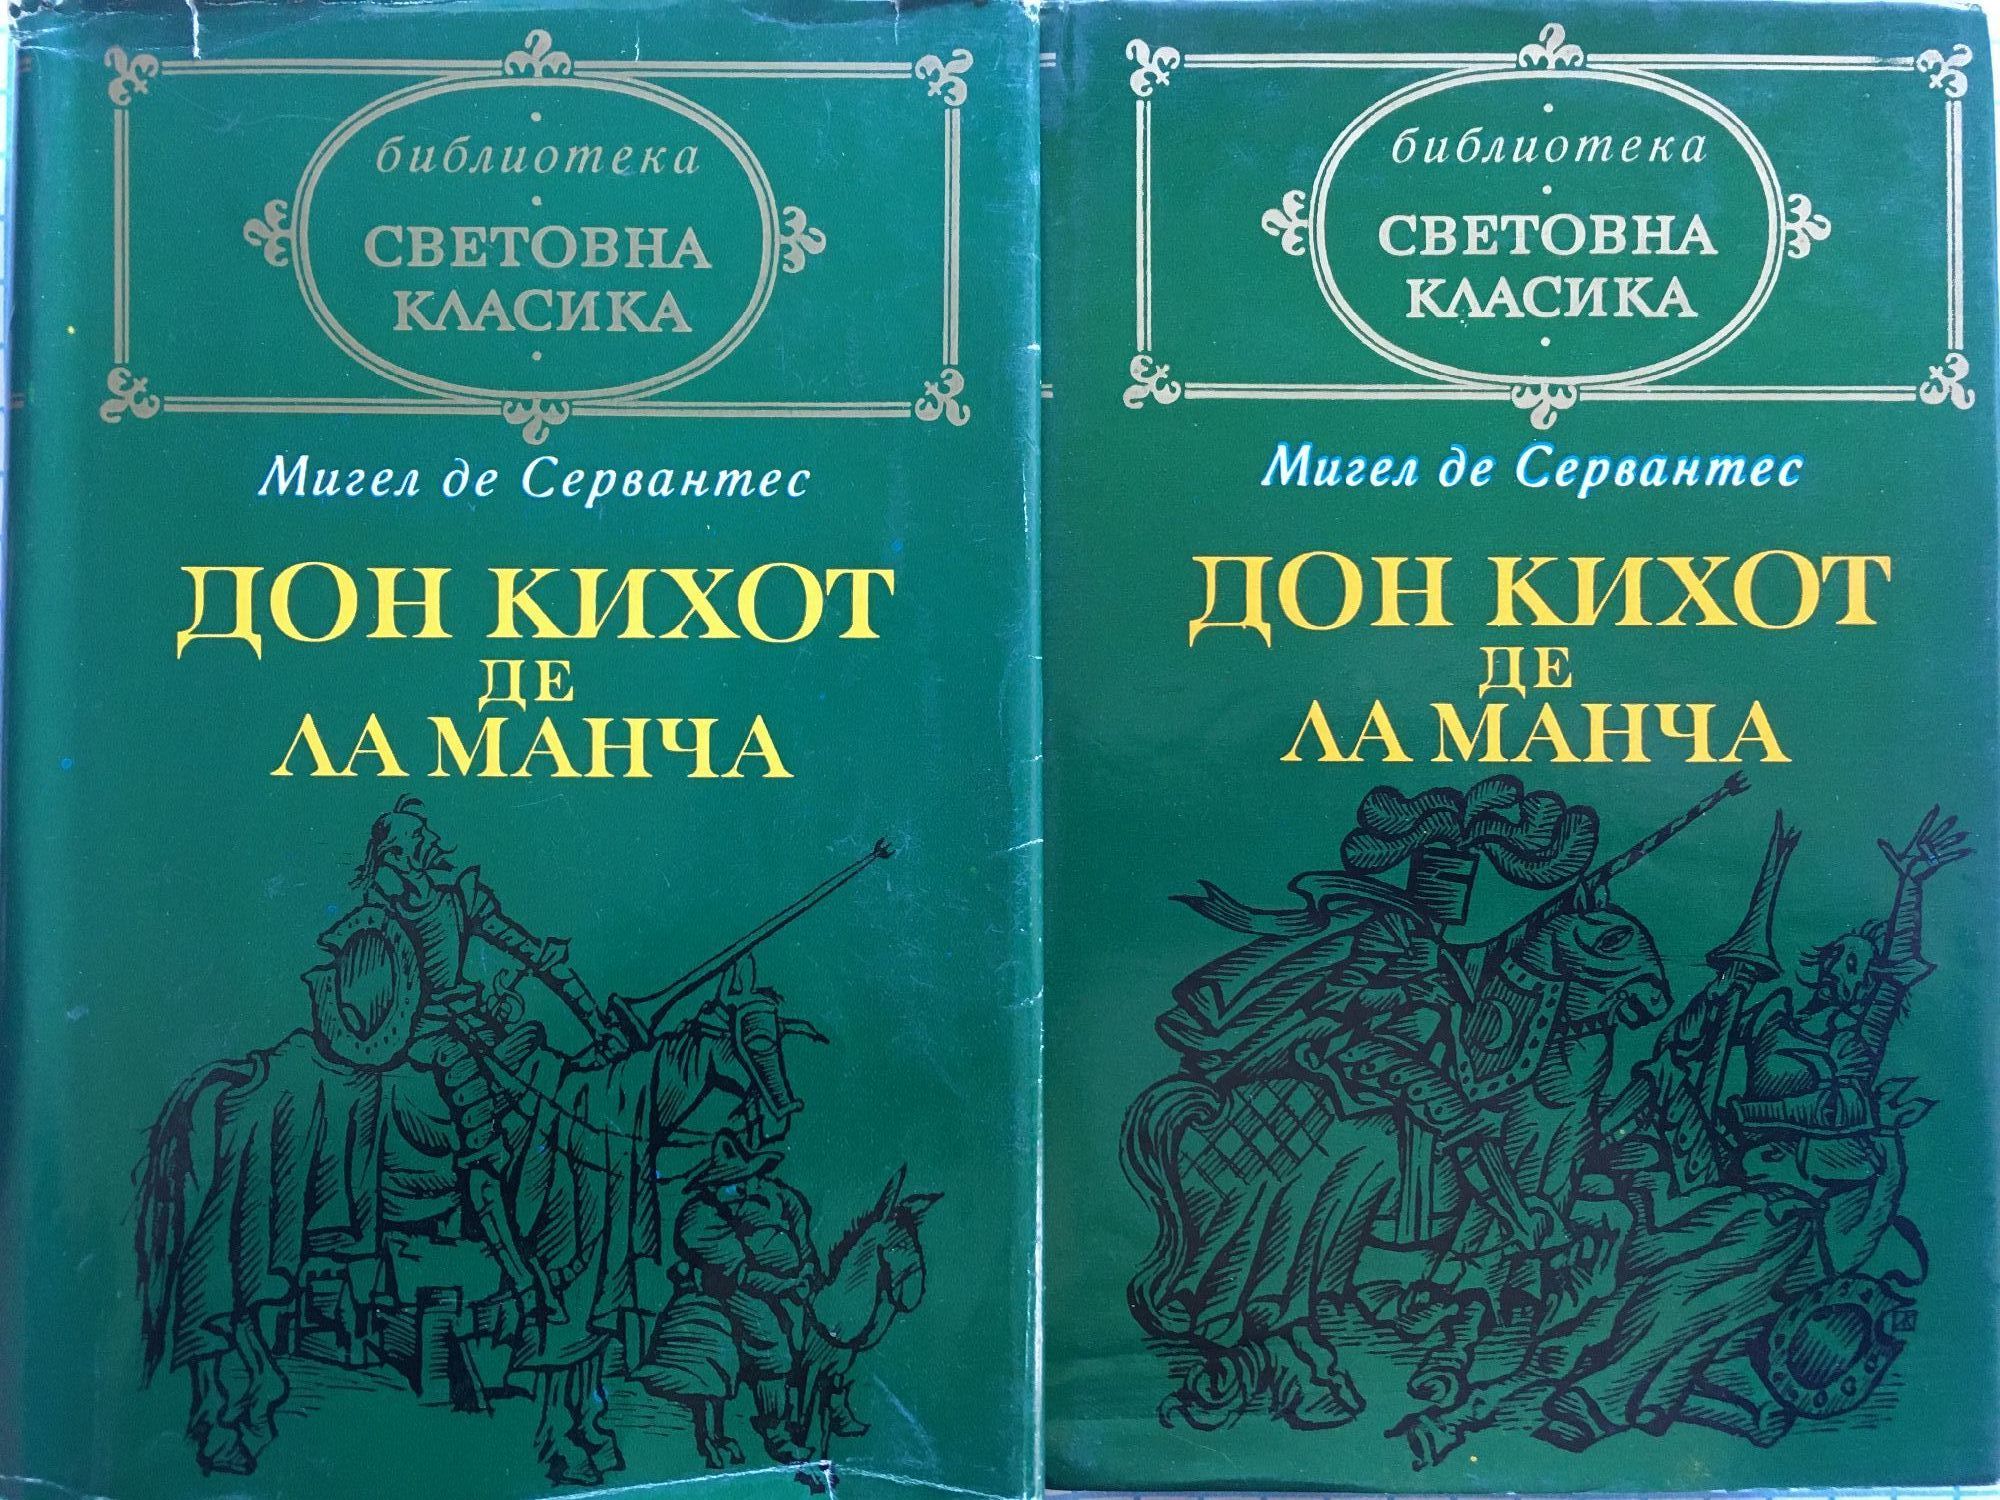 библиотека
СВЕТОВНА
КЛАСИКА
Мигел де Сервантес
ДОН КИХОТ
ДЕ
ЛА МАНЧА
библиотека
СВЕТОВНА
КЛАСИКА
Мигел де Сервантес
ДОН КИХОТ
ДЕ
ЛА МАНЧА